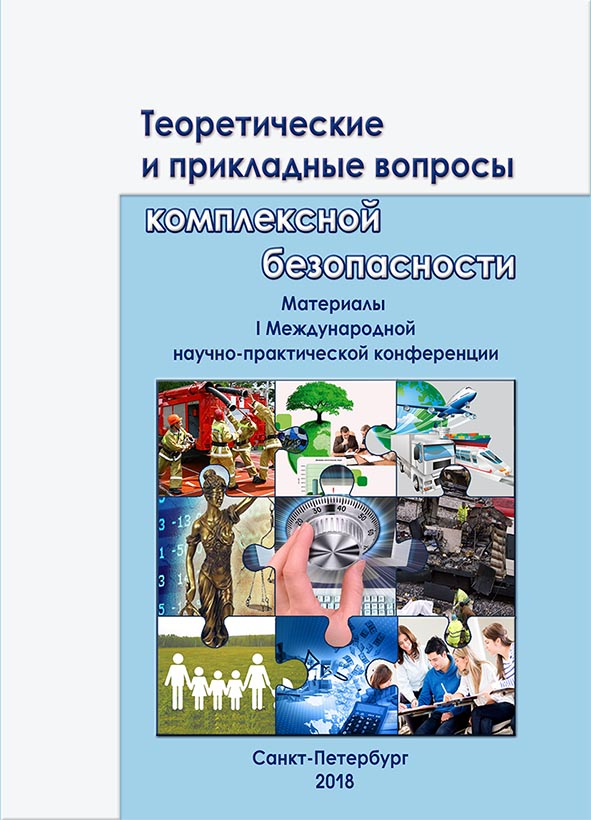 Теоретические
и прикладные вопросы
комплексной
безопасности
Материалы
I Международной
научно-практической конференции
Санкт-Петербург
2018